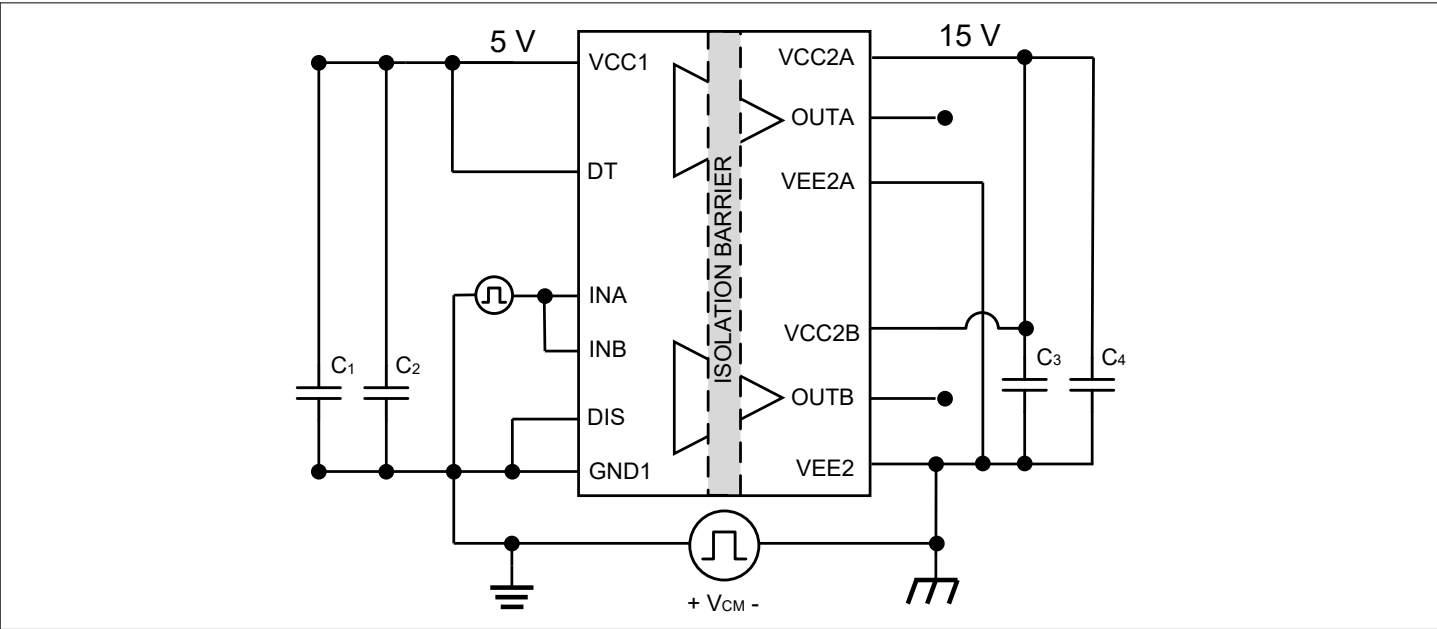 5 V
15 V
VCC1
VCC2A
OUTA
DT
VEE2A
ISOLATION BARRIER
INA
VCC2B
INB
C1
C2
C3
C4
DIS
OUTB
GND1
VEE2
+ VCM -